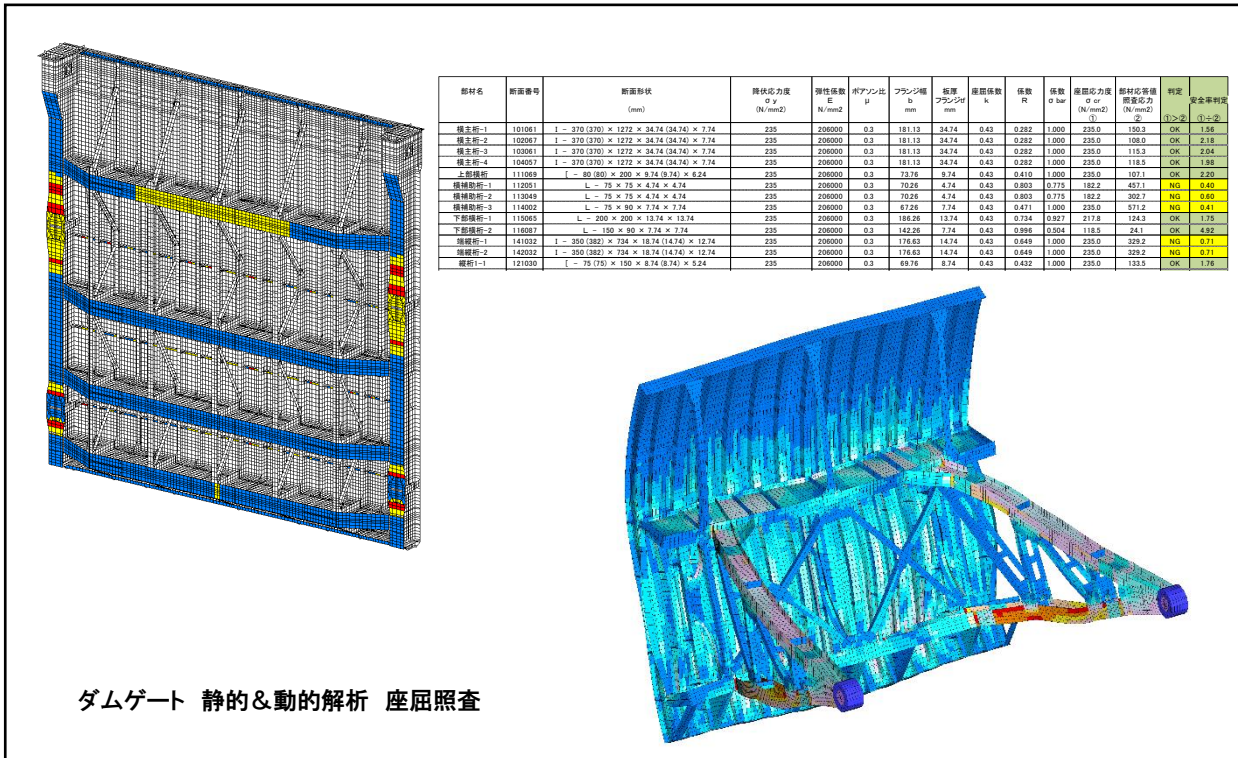 部材名 断面番号 断面形状 (mm) 降伏応力度 σy (N/mm2) 弾性係数 E N/mm2 ポアソン比 μ フランジ幅 b mm 板厚 フランジtf mm 座屈係数 k 係数 R 係数 σ bar 座屈応力度 σ cr (N/mm2) ① 部材応答値 照査応力 (N/mm2) ② 判定 ①>② 安全率判定 ①÷②
横主桁-1 101061 I - 370 (370) × 1272 × 34.74 (34.74) × 7.74 235 206000 0.3 181.13 34.74 0.43 0.282 1.000 235.0 150.3 OK 1.56
横主桁-2 102067 I - 370 (370) × 1272 × 34.74 (34.74) × 7.74 235 206000 0.3 181.13 34.74 0.43 0.282 1.000 235.0 108.0 OK 2.18
横主桁-3 103061 I - 370 (370) × 1272 × 34.74 (34.74) × 7.74 235 206000 0.3 181.13 34.74 0.43 0.282 1.000 235.0 115.3 OK 2.04
横主桁-4 104057 I - 370 (370) × 1272 × 34.74 (34.74) × 7.74 235 206000 0.3 181.13 34.74 0.43 0.282 1.000 235.0 118.5 OK 1.98
上部横桁 111069 [ - 80 (80) × 200 × 9.74 (9.74) × 6.24 235 206000 0.3 73.76 9.74 0.43 0.410 1.000 235.0 107.1 OK 2.20
横補助桁-1 112051 L - 75 × 75 × 4.74 × 4.74 235 206000 0.3 70.26 4.74 0.43 0.803 0.775 182.2 457.1 NG 0.40
横補助桁-2 113049 L - 75 × 75 × 4.74 × 4.74 235 206000 0.3 70.26 4.74 0.43 0.803 0.775 182.2 302.7 NG 0.60
横補助桁-3 114002 L - 75 × 90 × 7.74 × 7.74 235 206000 0.3 67.26 7.74 0.43 0.471 1.000 235.0 571.2 NG 0.41
下部横桁-1 115065 L - 200 × 200 × 13.74 × 13.74 235 206000 0.3 186.26 13.74 0.43 0.734 0.927 217.8 124.3 OK 1.75
下部横桁-2 116087 L - 150 × 90 × 7.74 × 7.74 235 206000 0.3 142.26 7.74 0.43 0.996 0.504 118.5 24.1 OK 4.92
端縦桁-1 141032 I - 350 (382) × 734 × 18.74 (14.74) × 12.74 235 206000 0.3 176.63 14.74 0.43 0.649 1.000 235.0 329.2 NG 0.71
端縦桁-2 142032 I - 350 (382) × 734 × 18.74 (14.74) × 12.74 235 206000 0.3 176.63 14.74 0.43 0.649 1.000 235.0 329.2 NG 0.71
縦桁1-1 121030 [ - 75 (75) × 150 × 8.74 (8.74) × 5.24 235 206000 0.3 69.76 8.74 0.43 0.432 1.000 235.0 133.5 OK 1.76
ダムゲート 静的&動的解析 座屈照査